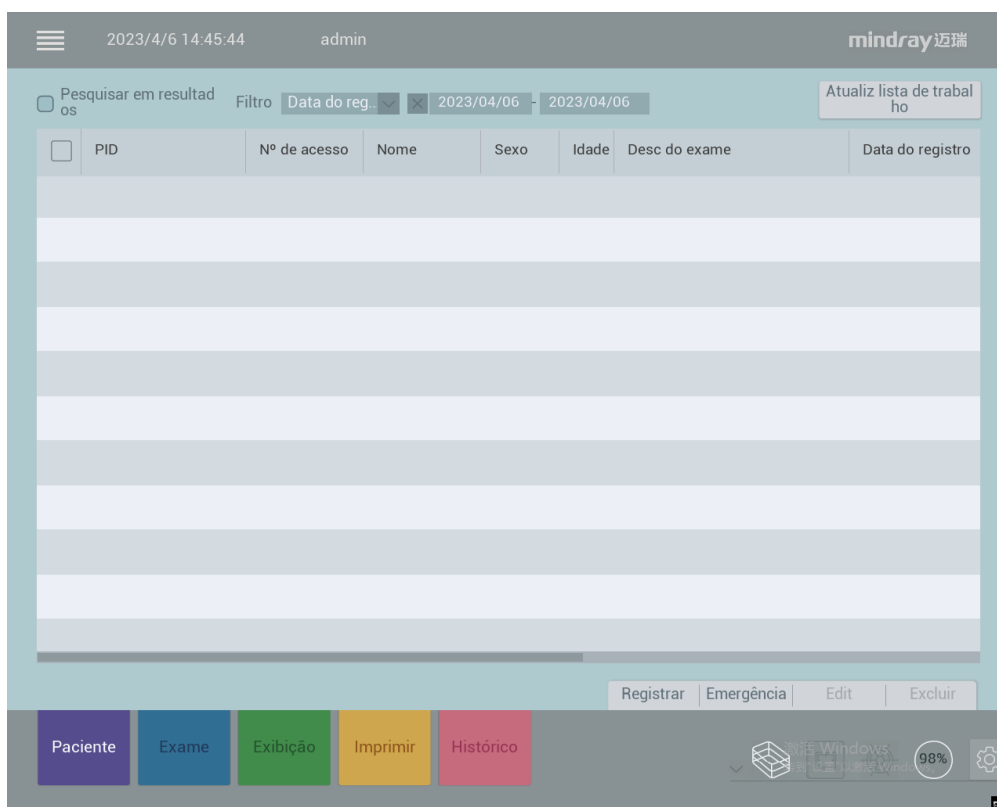 2023/4/6 14:45:44 admin mindray迈瑞
Pesquisar em resultad
os
Filtro Data do reg.. 2023/04/06 - 2023/04/06
Atualiz lista de trabal
ho
PID Nº de acesso Nome Sexo Idade Desc do exame Data do registro
Registrar Emergência Edit Excluir
Paciente Exame Exibição Imprimir Histórico
激活 Windows
98%